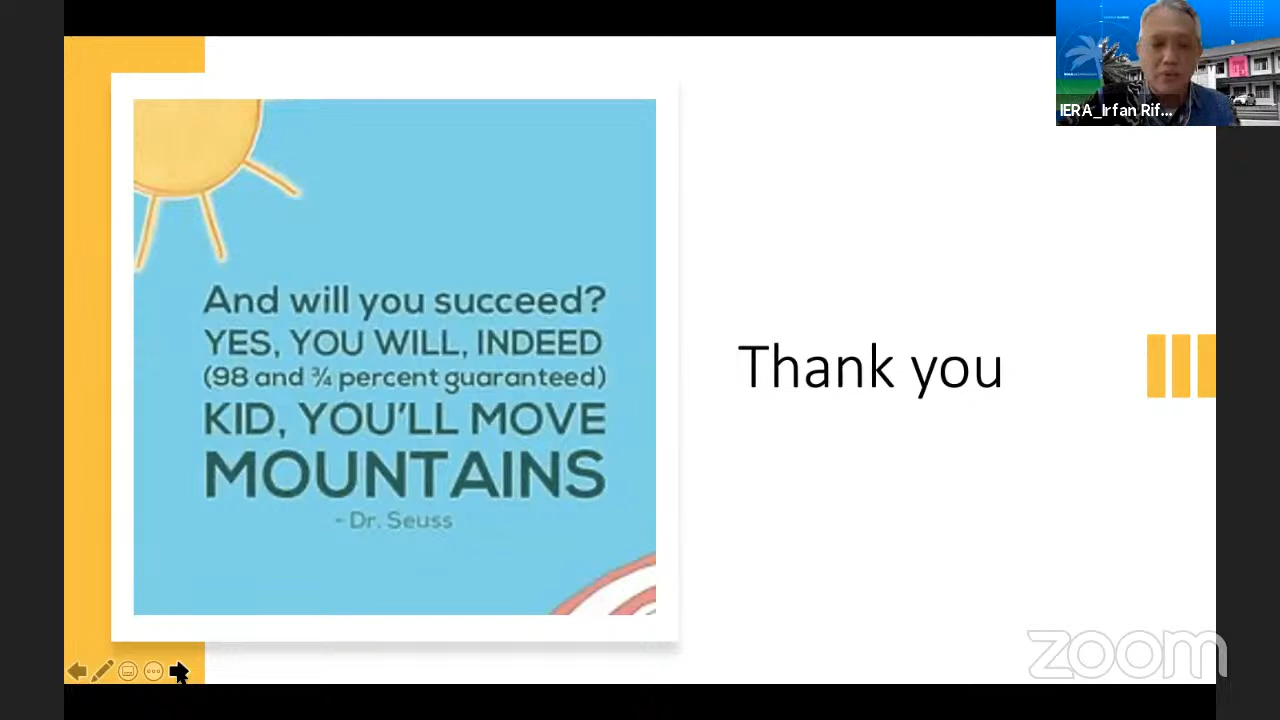 IERA_Irfan Rif...
And will you succeed?
YES, YOU WILL, INDEED
(98 and ¾ percent guaranteed)
KID, YOU'LL MOVE
MOUNTAINS
- Dr. Seuss
Thank you
zoom